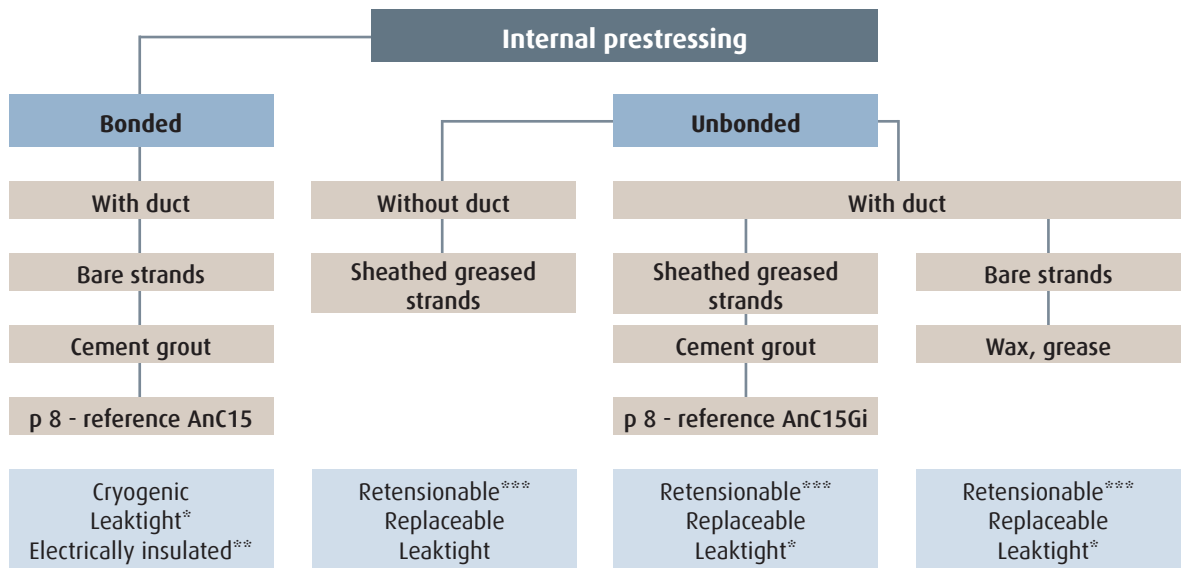 Internal prestressing
Bonded
Unbonded
With duct
Without duct
With duct
Bare strands
Sheathed greased
strands
Sheathed greased
strands
Bare strands
Cement grout
Cement grout
Wax, grease
p 8 - reference AnC15
p 8 - reference AnC15Gi
Cryogenic
Leaktight*
Electrically insulated**
Retensionable***
Replaceable
Leaktight
Retensionable***
Replaceable
Leaktight*
Retensionable***
Replaceable
Leaktight*